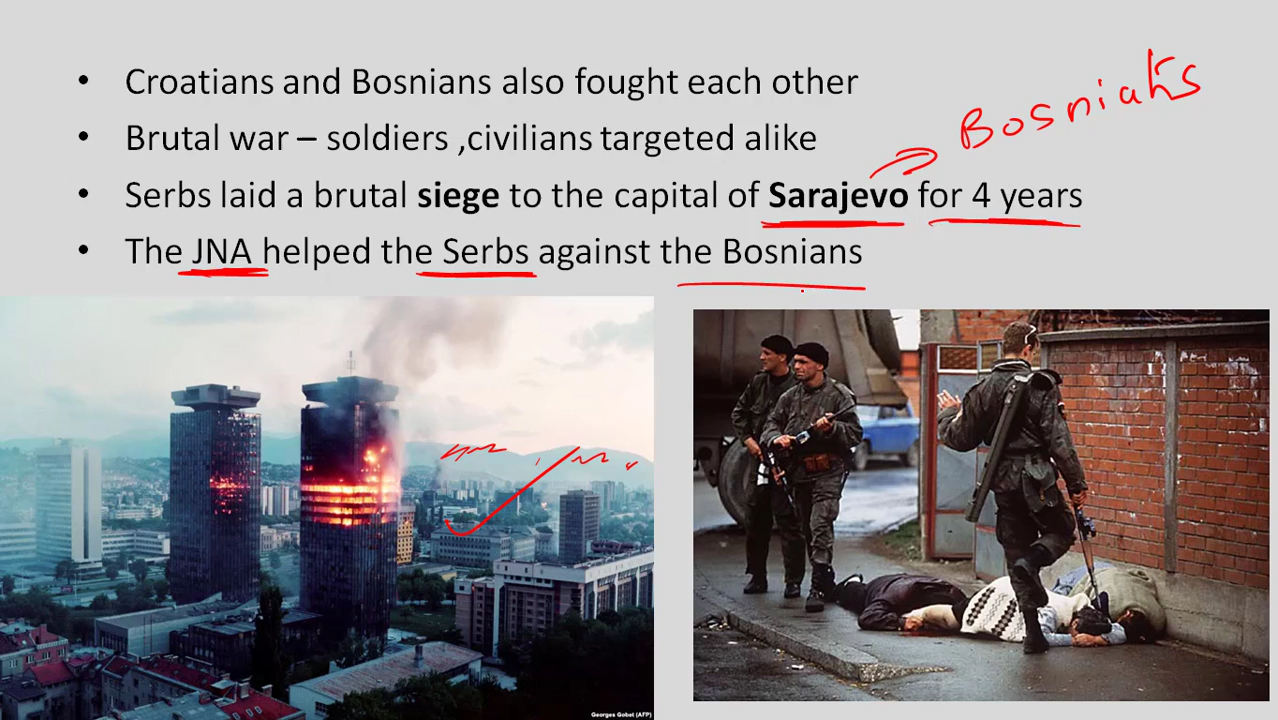 • Croatians and Bosnians also fought each other
• Brutal war – soldiers ,civilians targeted alike
• Serbs laid a brutal siege to the capital of Sarajevo for 4 years
Bosniaks
• The JNA helped the Serbs against the Bosnians
Georges Gobet (AFP)